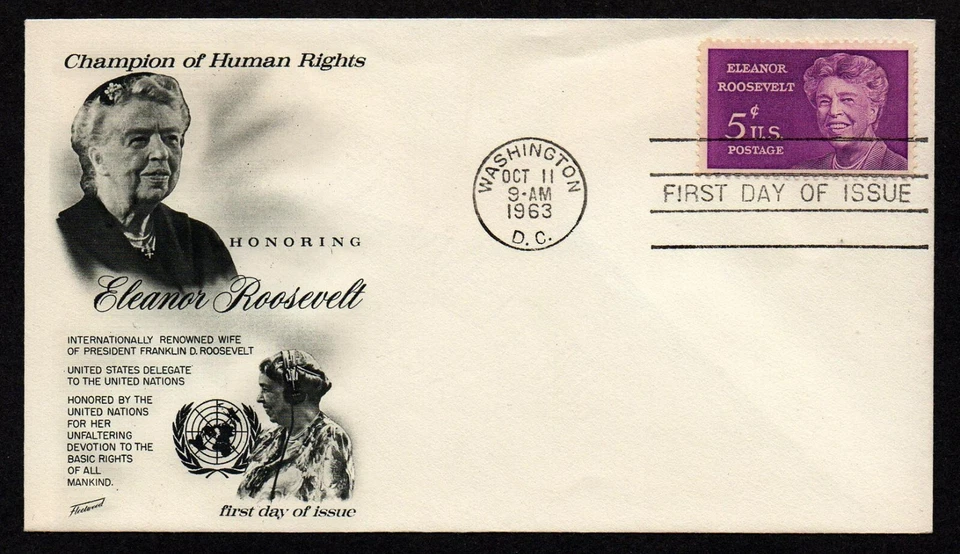 Champion of Human Rights
HONORING
Eleanor Roosevelt
INTERNATIONALLY RENOWNED WIFE
OF PRESIDENT FRANKLIN D. ROOSEVELT
UNITED STATES DELEGATE
TO THE UNITED NATIONS
HONORED BY THE
UNITED NATIONS
FOR HER
UNFALTERING
DEVOTION TO THE
BASIC RIGHTS
OF ALL
MANKIND.
Fleetwood
first day of issue
WASHINGTON
OCT 11
9-AM
1963
D. C.
ELEANOR
ROOSEVELT
5¢
U.S.
POSTAGE
FIRST DAY OF ISSUE